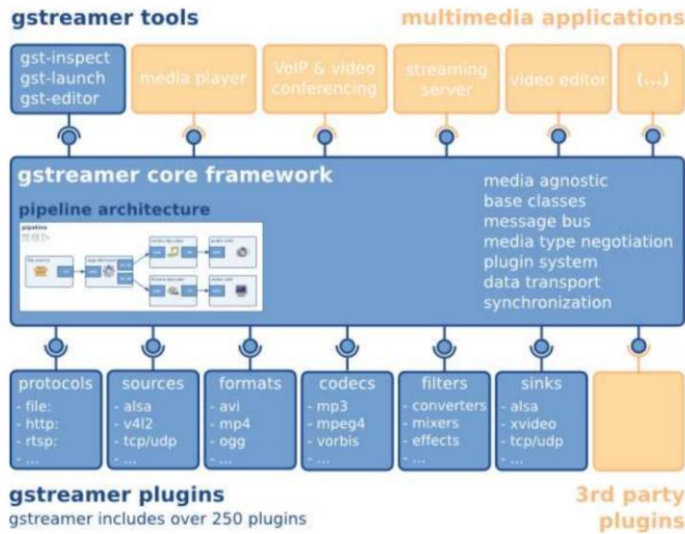 gstreamer tools
multimedia applications
gst-inspect
gst-launch
gst-editor
media player
VoIP & video
conferencing
streaming
server
video editor
(...)
gstreamer core framework
pipeline architecture
pipeline
media agnostic
base classes
message bus
media type negotiation
plugin system
data transport
synchronization
protocols
- file:
- http:
- rtsp:
- ...
sources
- alsa
- v4l2
- tcp/udp
- ...
formats
- avi
- mp4
- ogg
- ...
codecs
- mp3
- mpeg4
- vorbis
- ...
filters
- converters
- mixers
- effects
- ...
sinks
- alsa
- xvideo
- tcp/udp
- ...
gstreamer plugins
gstreamer includes over 250 plugins
3rd party
plugins